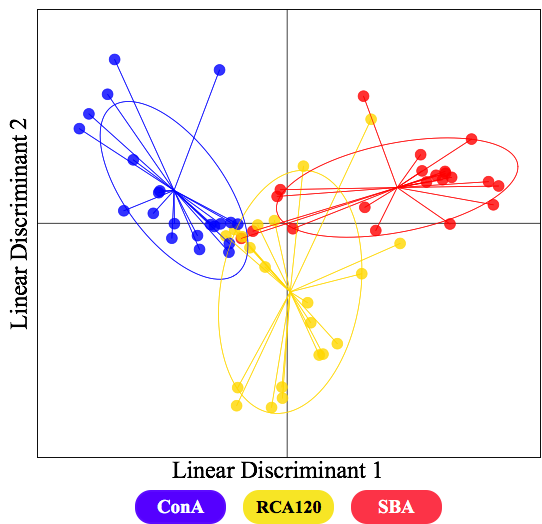 Linear Discriminant 2
Linear Discriminant 1
ConA
RCA120
SBA